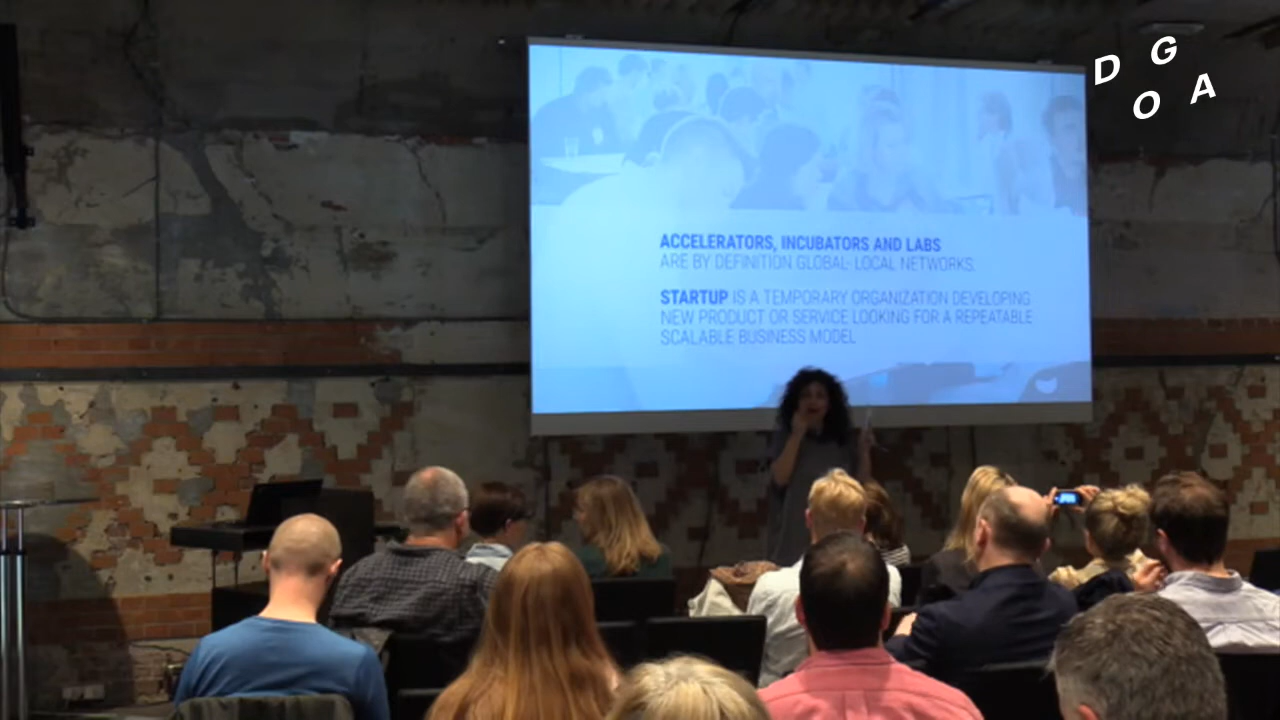 D G
O A
ACCELERATORS, INCUBATORS AND LABS
ARE BY DEFINITION GLOBAL- LOCAL NETWORKS.
STARTUP IS A TEMPORARY ORGANIZATION DEVELOPING
NEW PRODUCT OR SERVICE LOOKING FOR A REPEATABLE
SCALABLE BUSINESS MODEL